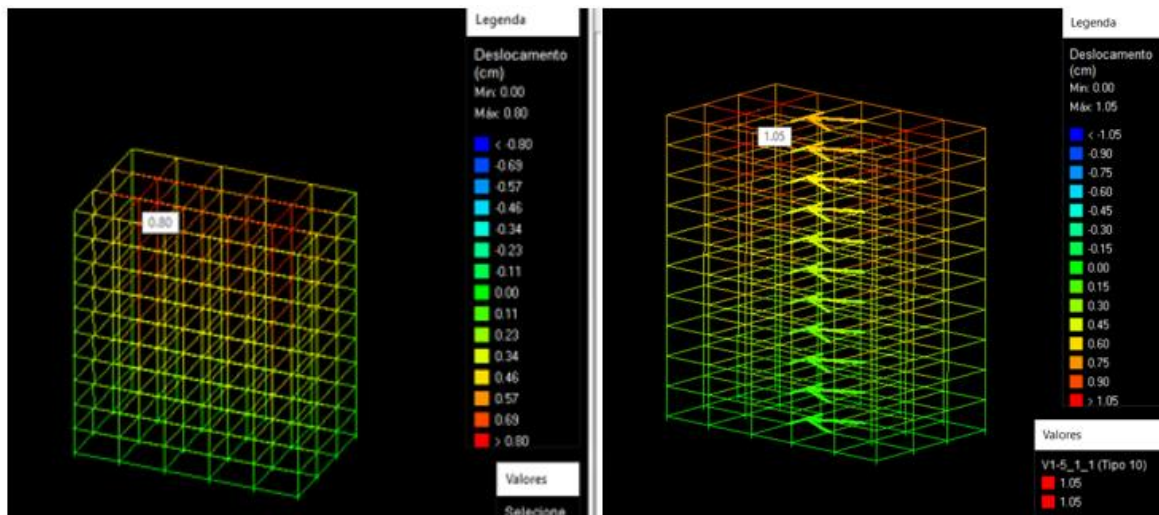 Legenda
Deslocamento
(cm)
Min: 0.00
Máx: 0.80
< -0.80
-0.69
-0.57
-0.46
-0.34
-0.23
-0.11
0.00
0.11
0.23
0.34
0.46
0.57
0.69
> 0.80
0.80
Valores
Selecione
Legenda
Deslocamento
(cm)
Min: 0.00
Máx: 1.05
< -1.05
-0.90
-0.75
-0.60
-0.45
-0.30
-0.15
0.00
0.15
0.30
0.45
0.60
0.75
0.90
> 1.05
1.05
Valores
V1-5_1_1 (Tipo 10)
1.05
1.05